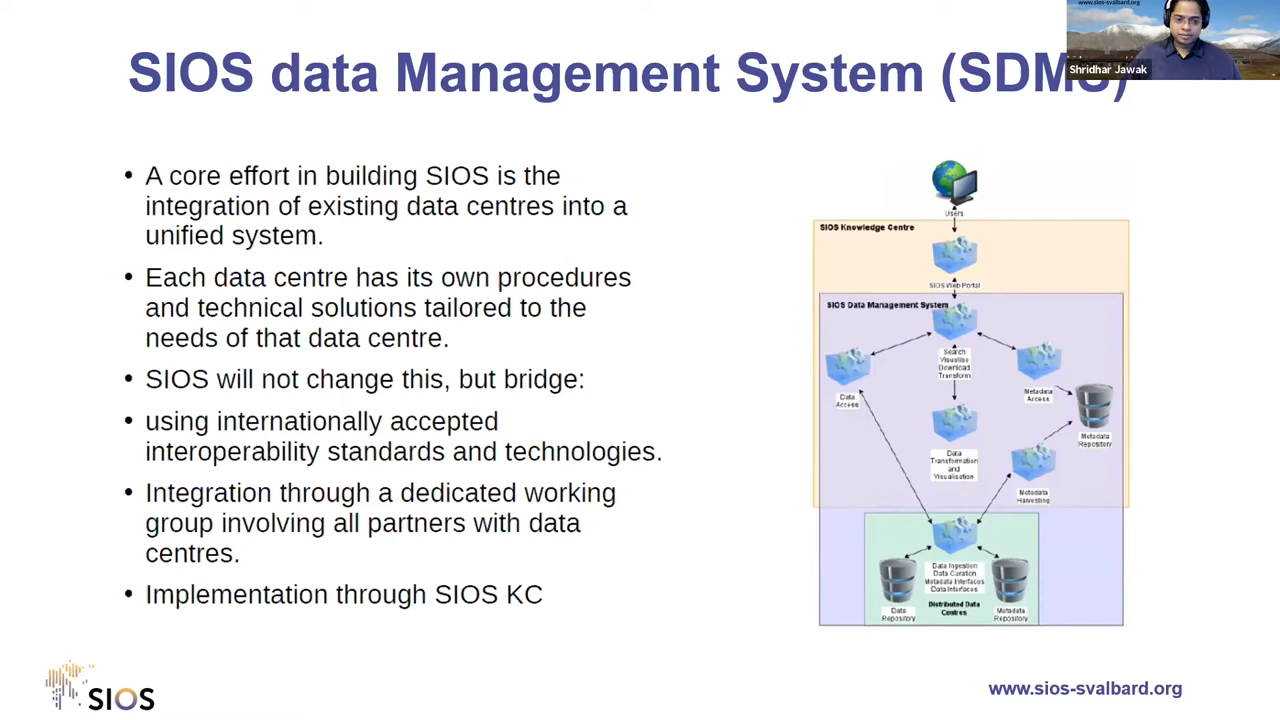 www.sios-svalbard.org
Shridhar Jawak
SIOS data Management System (SDMS)
• A core effort in building SIOS is the
integration of existing data centres into a
unified system.
• Each data centre has its own procedures
and technical solutions tailored to the
needs of that data centre.
• SIOS will not change this, but bridge:
• using internationally accepted
interoperability standards and technologies.
• Integration through a dedicated working
group involving all partners with data
centres.
• Implementation through SIOS KC
Users
SIOS Knowledge Centre
SIOS Web Portal
SIOS Data Management System
Search
Visualise
Download
Transform
Data
Access
Metadata
Access
Metadata
Repository
Data
Transformation
and
Visualisation
Metadata
Harvesting
Data Ingestion
Data Curation
Metadata Interfaces
Data Interfaces
Distributed Data
Centres
Data
Repository
Metadata
Repository
SIOS
www.sios-svalbard.org